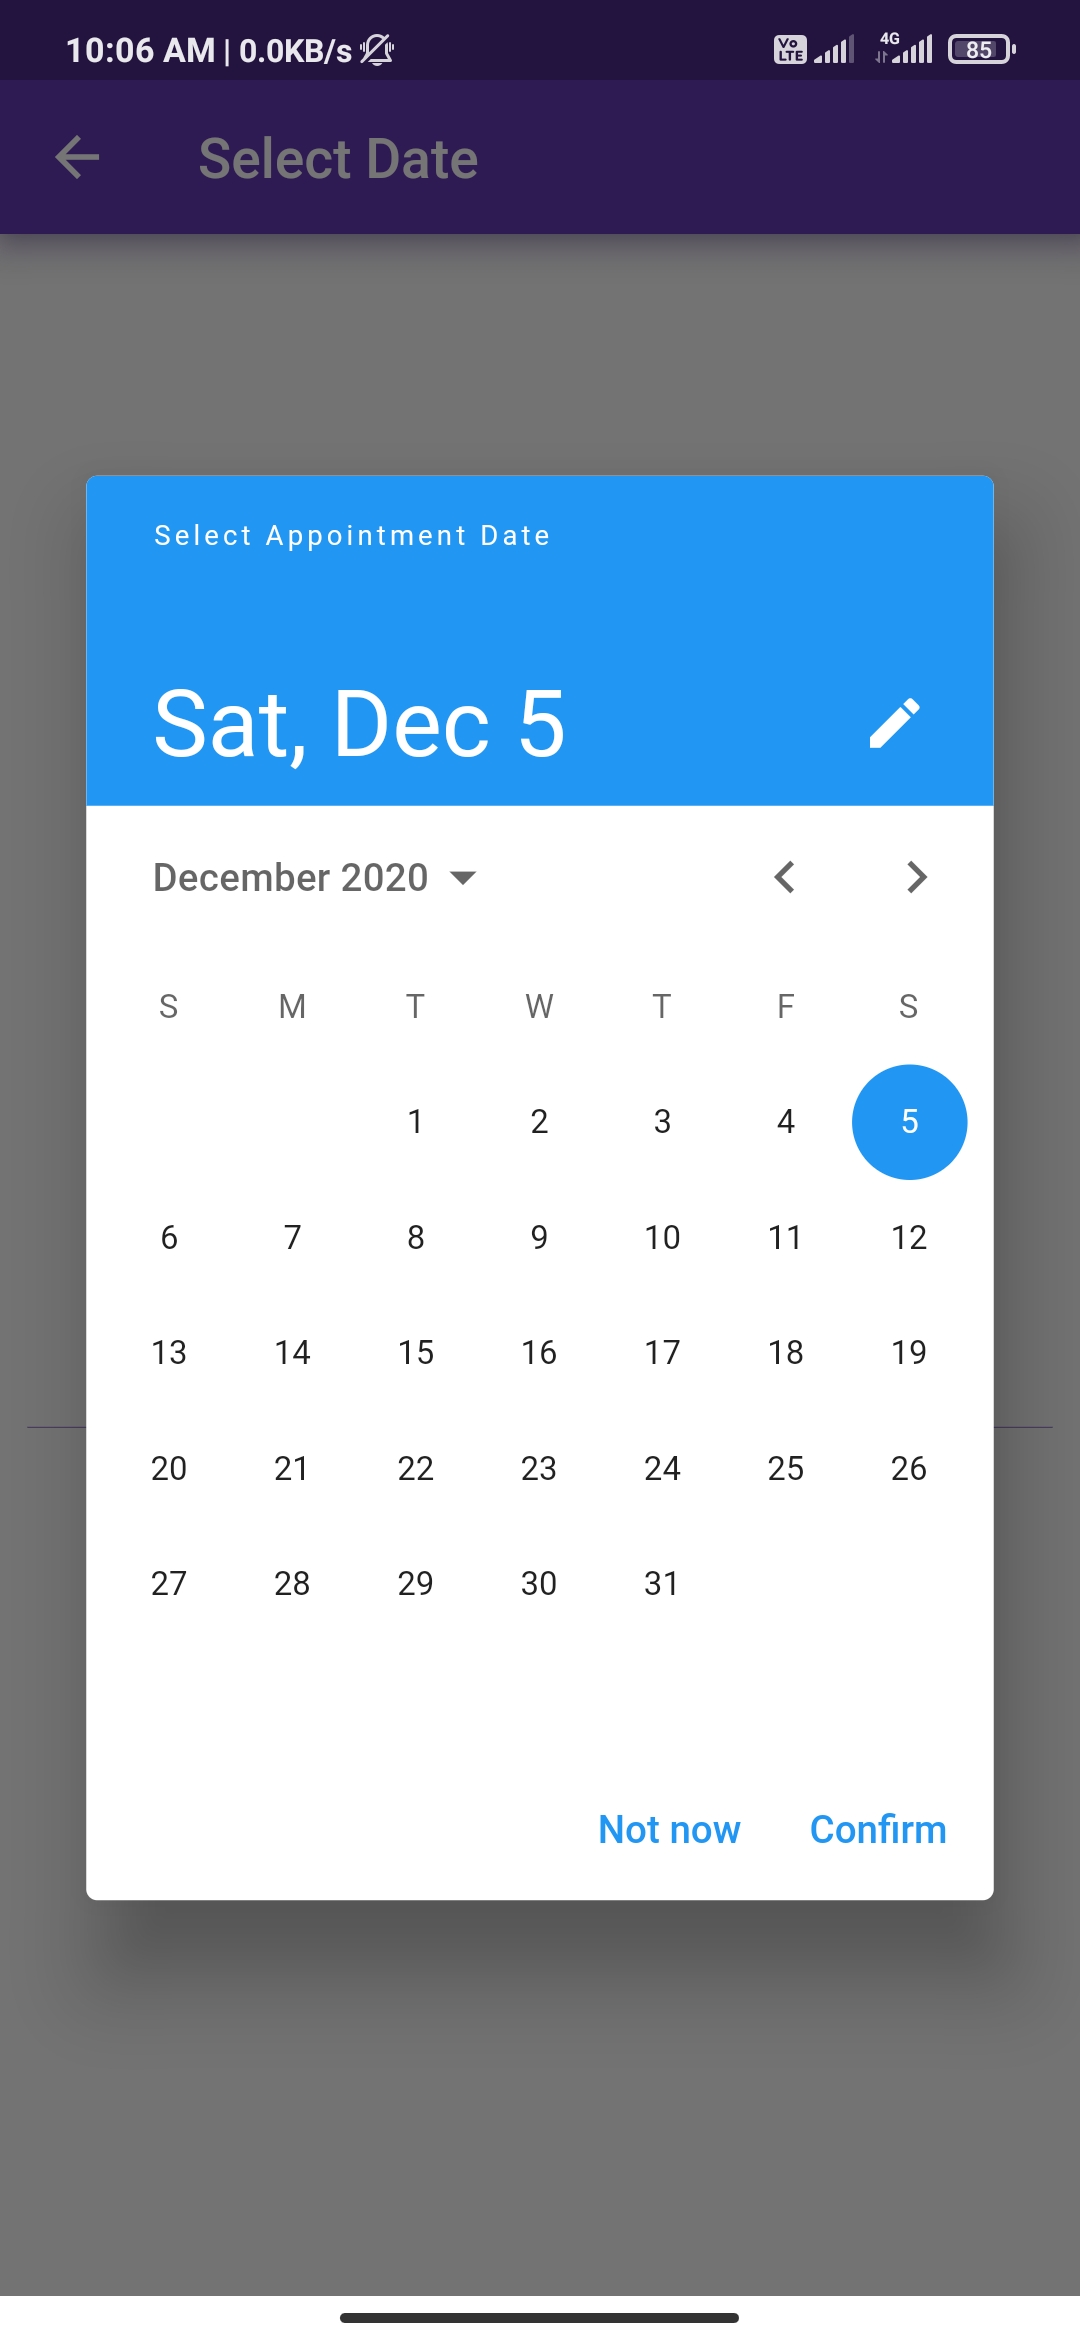 10:06 AM | 0.0KB/s Vo LTE 4G 85
Select Date
Select Appointment Date
Sat, Dec 5
December 2020
S M T W T F S
1 2 3 4 5
6 7 8 9 10 11 12
13 14 15 16 17 18 19
20 21 22 23 24 25 26
27 28 29 30 31
Not now Confirm